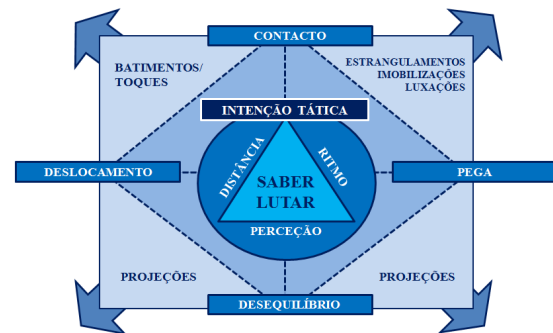 CONTACTO
BATIMENTOS/
TOQUES
ESTRANGULAMENTOS
IMOBILIZAÇÕES
LUXAÇÕES
INTENÇÃO TÁTICA
DISTÂNCIA
RITMO
DESLOCAMENTO
SABER
LUTAR
PEGA
PERCEÇÃO
PROJEÇÕES
PROJEÇÕES
DESEQUILÍBRIO